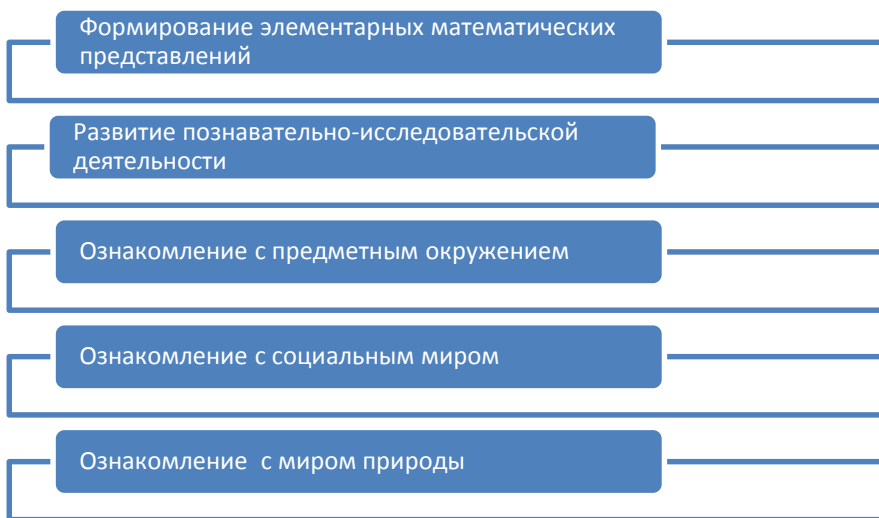 Формирование элементарных математических
представлений
Развитие познавательно-исследовательской
деятельности
Ознакомление с предметным окружением
Ознакомление с социальным миром
Ознакомление с миром природы